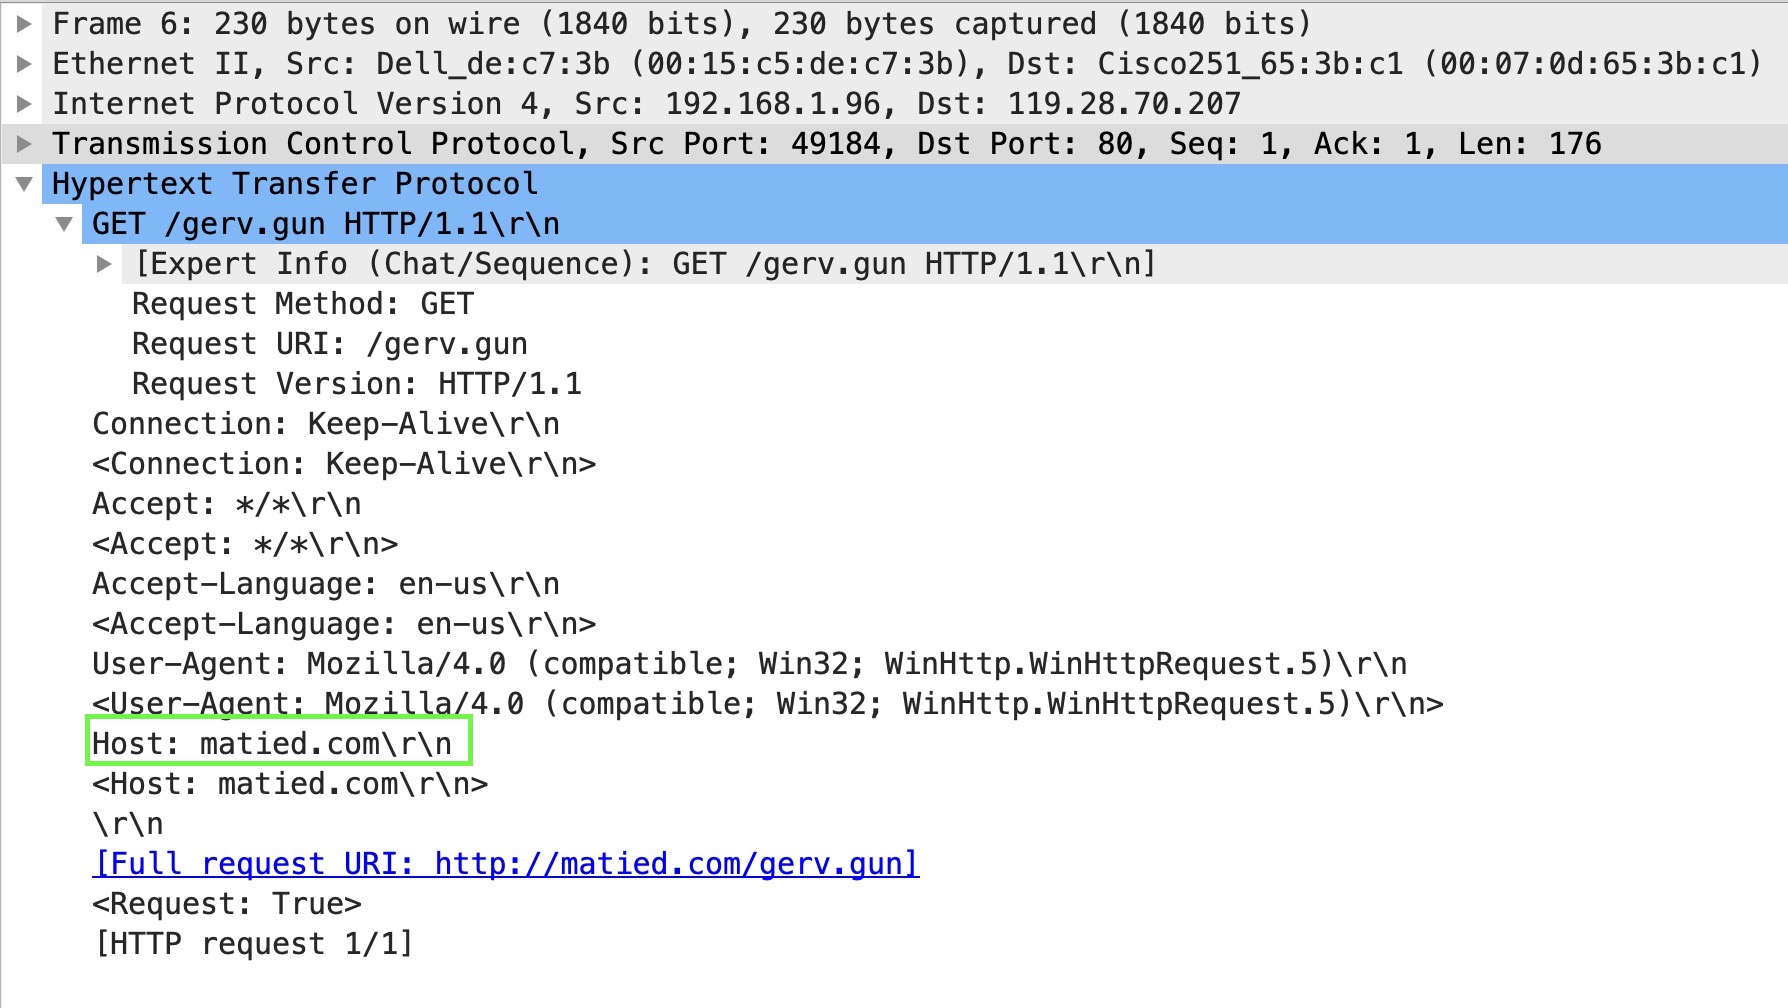 Frame 6: 230 bytes on wire (1840 bits), 230 bytes captured (1840 bits)
Ethernet II, Src: Dell_de:c7:3b (00:15:c5:de:c7:3b), Dst: Cisco251_65:3b:c1 (00:07:0d:65:3b:c1)
Internet Protocol Version 4, Src: 192.168.1.96, Dst: 119.28.70.207
Transmission Control Protocol, Src Port: 49184, Dst Port: 80, Seq: 1, Ack: 1, Len: 176
Hypertext Transfer Protocol
GET /gerv.gun HTTP/1.1\r\n
[Expert Info (Chat/Sequence): GET /gerv.gun HTTP/1.1\r\n]
Request Method: GET
Request URI: /gerv.gun
Request Version: HTTP/1.1
Connection: Keep-Alive\r\n
<Connection: Keep-Alive\r\n>
Accept: */*\r\n
<Accept: */*\r\n>
Accept-Language: en-us\r\n
<Accept-Language: en-us\r\n>
User-Agent: Mozilla/4.0 (compatible; Win32; WinHttp.WinHttpRequest.5)\r\n
<User-Agent: Mozilla/4.0 (compatible; Win32; WinHttp.WinHttpRequest.5)\r\n>
Host: matied.com\r\n
<Host: matied.com\r\n>
\r\n
[Full request URI: http://matied.com/gerv.gun]
<Request: True>
[HTTP request 1/1]